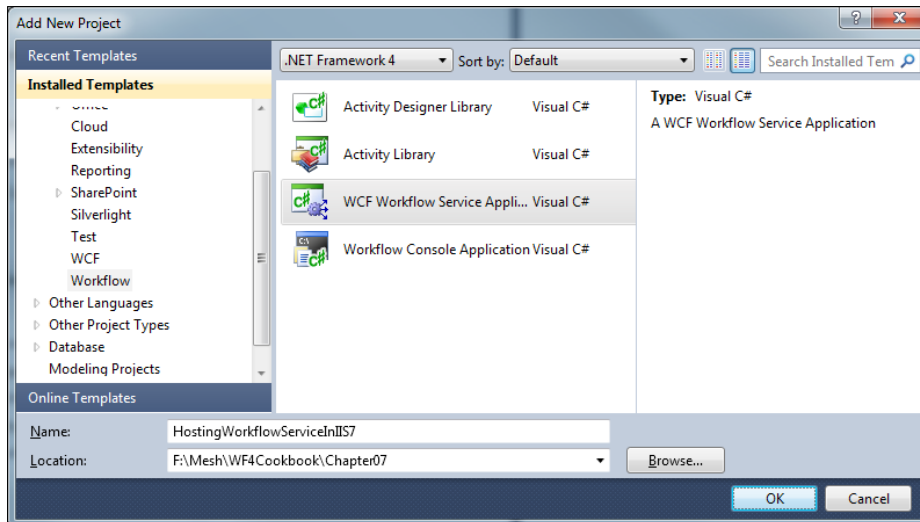 Add New Project
Recent Templates
Installed Templates
Cloud
Extensibility
Reporting
SharePoint
Silverlight
Test
WCF
Workflow
Other Languages
Other Project Types
Database
Modeling Projects
Online Templates
.NET Framework 4
Sort by: Default
Search Installed Tem
Activity Designer Library Visual C#
Activity Library Visual C#
WCF Workflow Service Appli... Visual C#
Workflow Console Application Visual C#
Type: Visual C#
A WCF Workflow Service Application
Name: HostingWorkflowServiceInIIS7
Location: F:\Mesh\WF4Cookbook\Chapter07
Browse...
OK Cancel